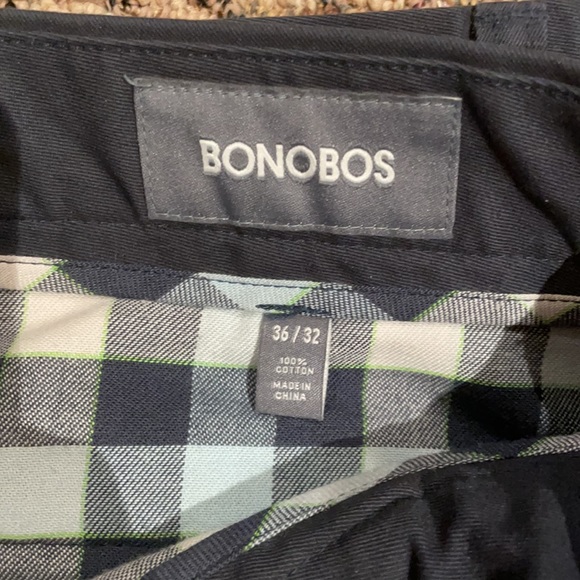 BONOBOS
36/32
100%
COTTON
MADE IN
CHINA